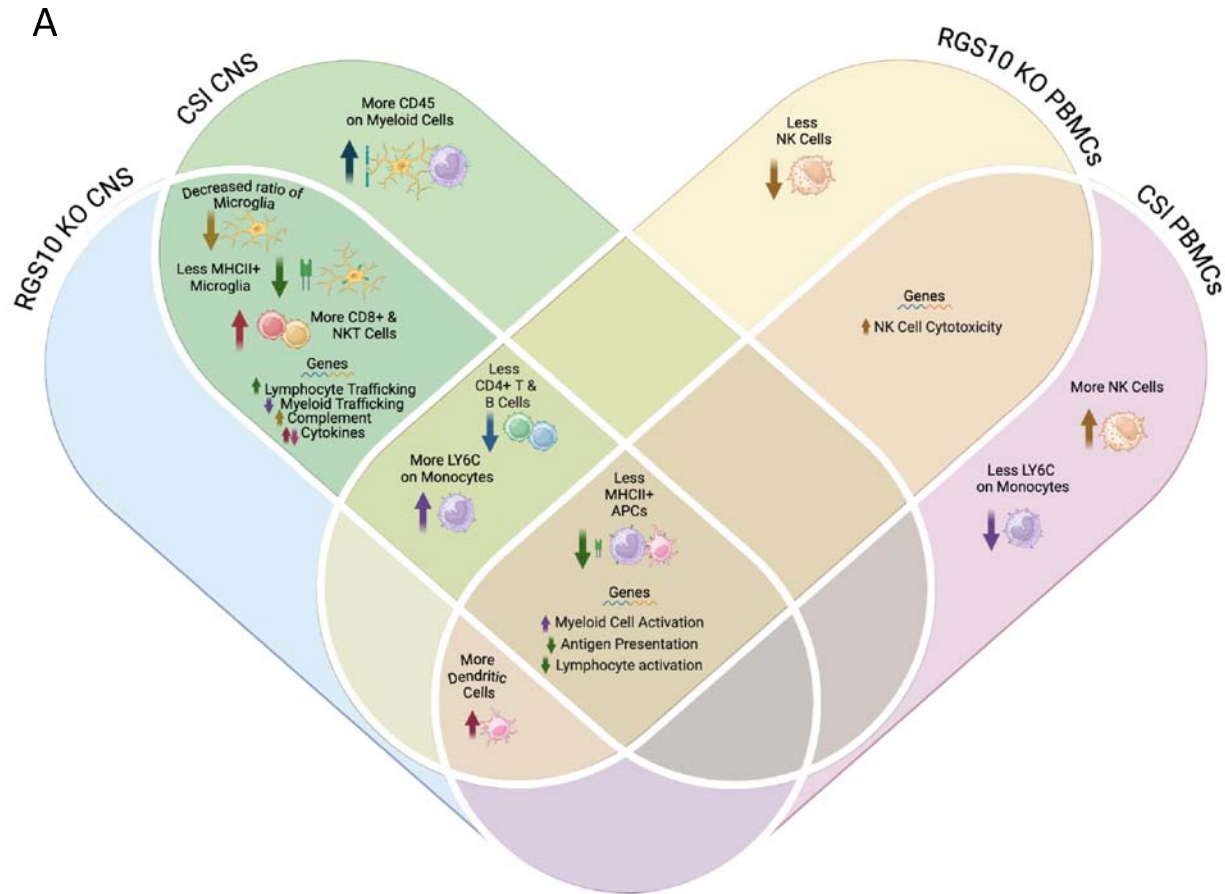 A
CSI CNS
RGS10 KO PBMCs
RGS10 KO CNS
CSI PBMCs
More CD45
on Myeloid Cells
Less
NK Cells
Decreased ratio of
Microglia
Less MHCII+
Microglia
More CD8+ &
NKT Cells
Genes
Lymphocyte Trafficking
Myeloid Trafficking
Complement
Cytokines
Less
CD4+ T &
B Cells
More LY6C
on Monocytes
Less
MHCII+
APCs
Genes
Myeloid Cell Activation
Antigen Presentation
Lymphocyte activation
More
Dendritic
Cells
Genes
NK Cell Cytotoxicity
More NK Cells
Less LY6C
on Monocytes